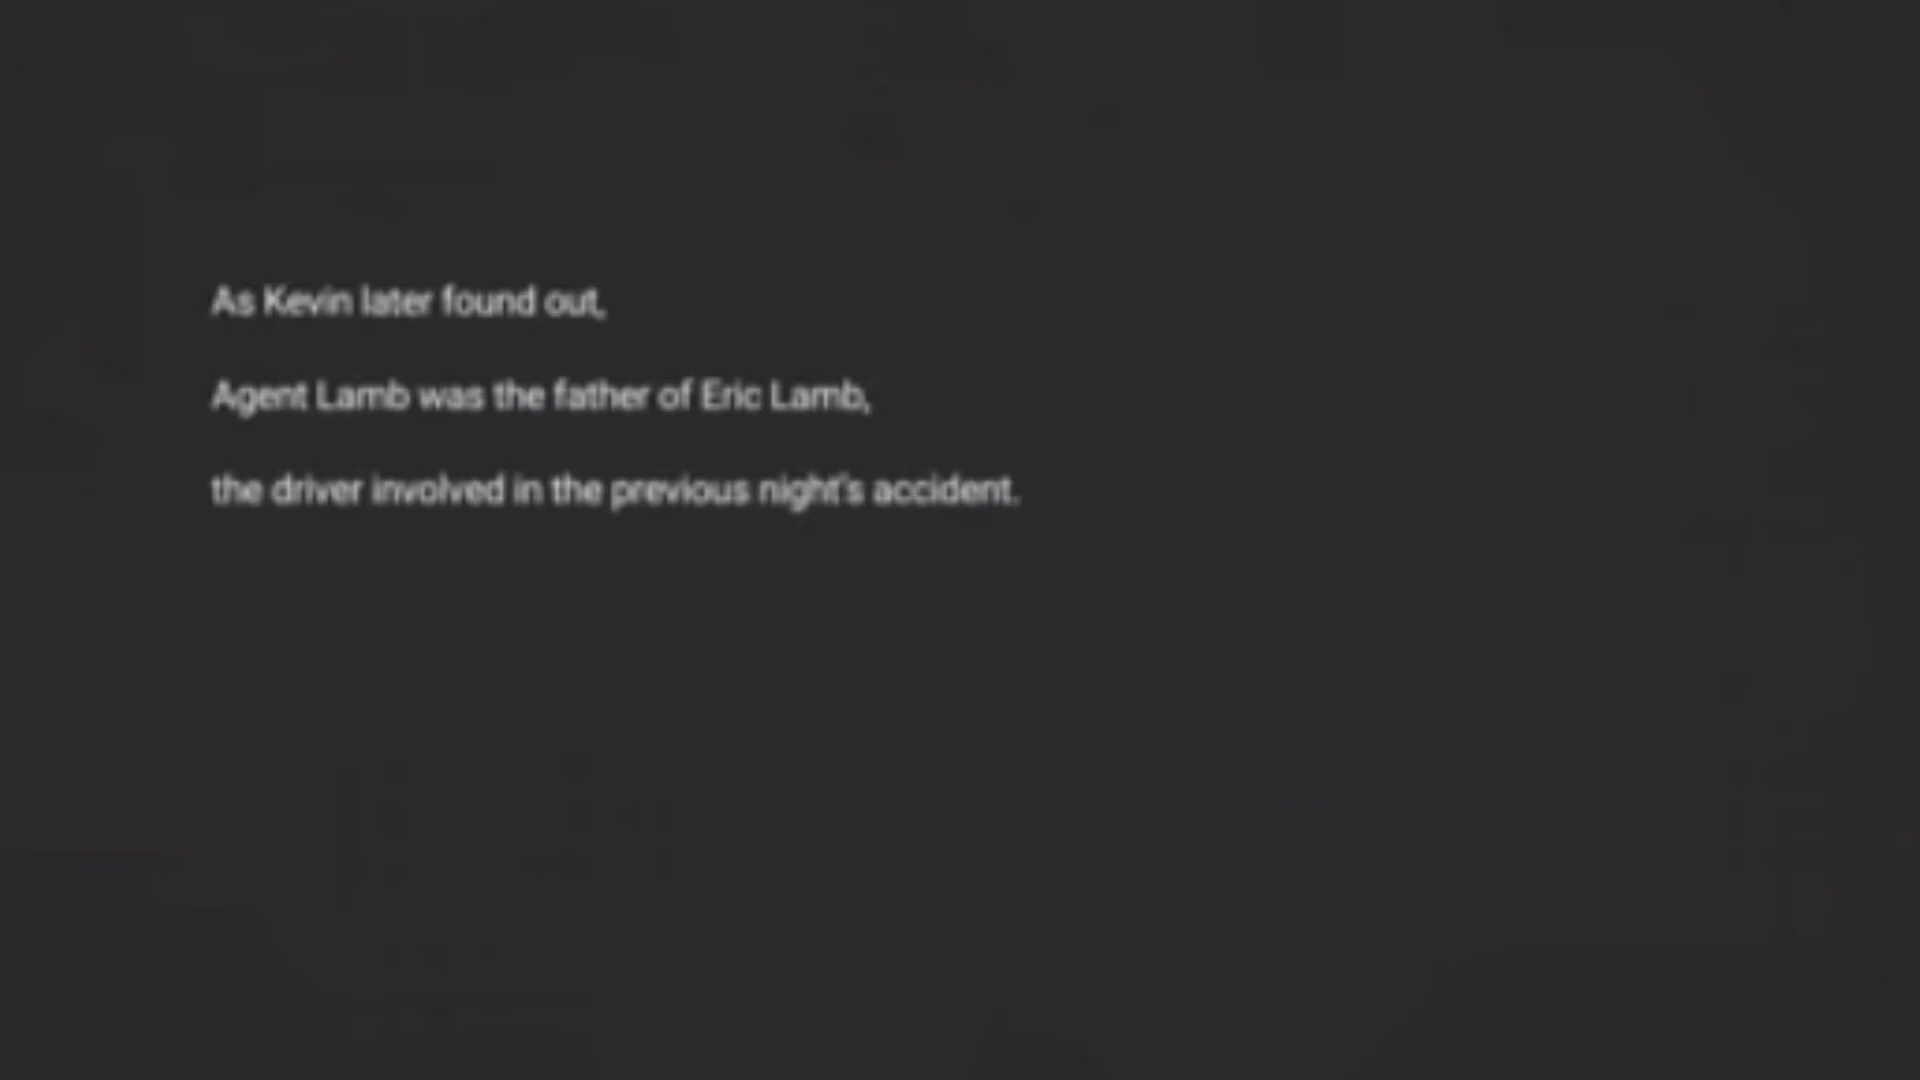 As Kevin later found out,
Agent Lamb was the father of Eric Lamb,
the driver involved in the previous night's accident.